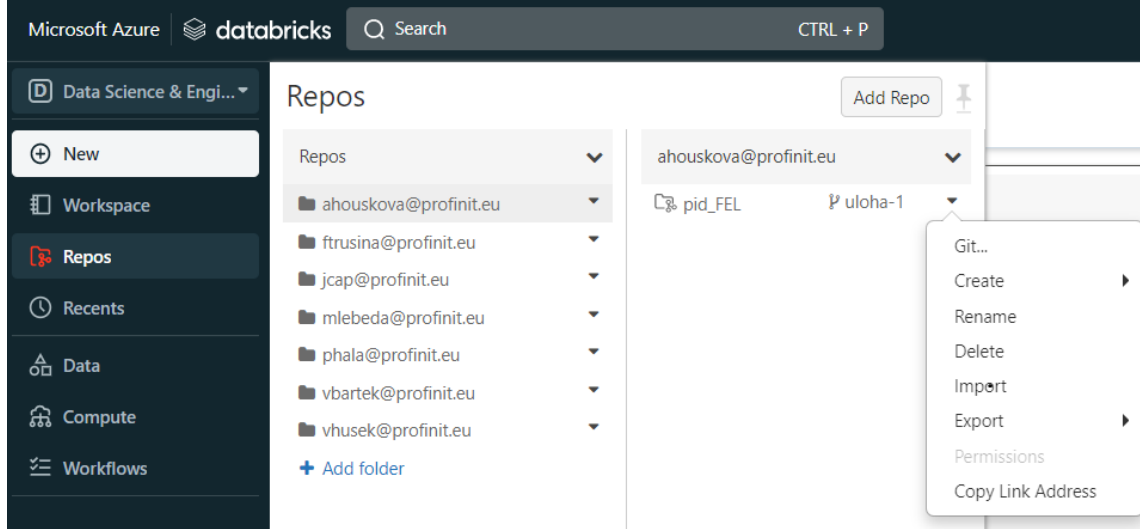 Microsoft Azure databricks Search CTRL + P
D Data Science & Engi...
New
Workspace
Repos
Recents
Data
Compute
Workflows
Repos Add Repo
Repos
ahouskova@profinit.eu
ftrusina@profinit.eu
jcap@profinit.eu
mlebeda@profinit.eu
phala@profinit.eu
vbartek@profinit.eu
vhusek@profinit.eu
Add folder
ahouskova@profinit.eu
pid_FEL uloha-1
Git...
Create
Rename
Delete
Import
Export
Permissions
Copy Link Address